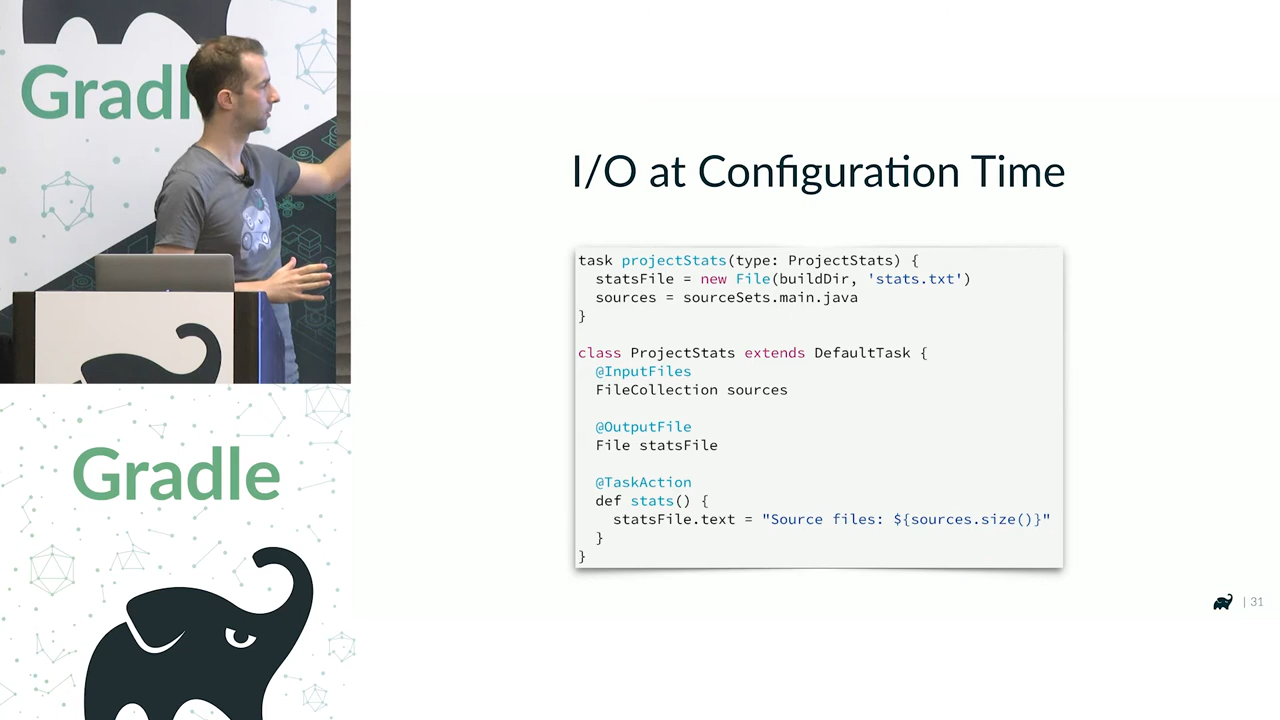 Gradl
Gradle
I/O at Configuration Time
task projectStats(type: ProjectStats) {
  statsFile = new File(buildDir, 'stats.txt')
  sources = sourceSets.main.java
}
class ProjectStats extends DefaultTask {
  @InputFiles
  FileCollection sources
  @OutputFile
  File statsFile
  @TaskAction
  def stats() {
    statsFile.text = "Source files: ${sources.size()}"
  }
}
| 31